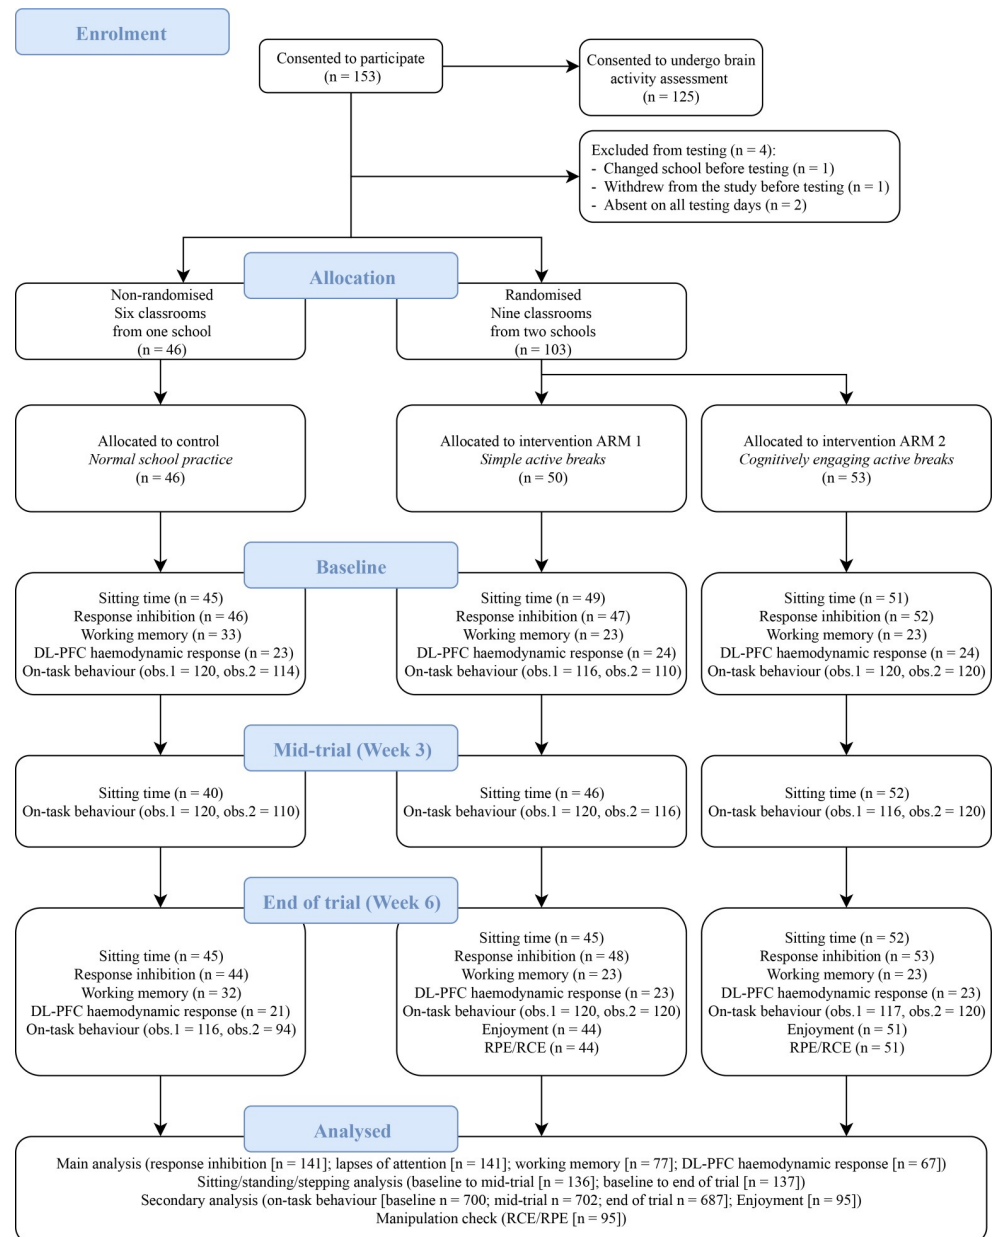 Enrolment
Consented to participate
(n = 153)
Consented to undergo brain
activity assessment
(n = 125)
Excluded from testing (n = 4):
- Changed school before testing (n = 1)
- Withdrew from the study before testing (n = 1)
- Absent on all testing days (n = 2)
Allocation
Non-randomised
Six classrooms
from one school
(n = 46)
Randomised
Nine classrooms
from two schools
(n = 103)
Allocated to control
Normal school practice
(n = 46)
Allocated to intervention ARM 1
Simple active breaks
(n = 50)
Allocated to intervention ARM 2
Cognitively engaging active breaks
(n = 53)
Baseline
Sitting time (n = 45)
Response inhibition (n = 46)
Working memory (n = 33)
DL-PFC haemodynamic response (n = 23)
On-task behaviour (obs.1 = 120, obs.2 = 114)
Sitting time (n = 49)
Response inhibition (n = 47)
Working memory (n = 23)
DL-PFC haemodynamic response (n = 24)
On-task behaviour (obs.1 = 116, obs.2 = 110)
Sitting time (n = 51)
Response inhibition (n = 52)
Working memory (n = 23)
DL-PFC haemodynamic response (n = 24)
On-task behaviour (obs.1 = 120, obs.2 = 120)
Mid-trial (Week 3)
Sitting time (n = 40)
On-task behaviour (obs.1 = 120, obs.2 = 110)
Sitting time (n = 46)
On-task behaviour (obs.1 = 120, obs.2 = 116)
Sitting time (n = 52)
On-task behaviour (obs.1 = 116, obs.2 = 120)
End of trial (Week 6)
Sitting time (n = 45)
Response inhibition (n = 44)
Working memory (n = 32)
DL-PFC haemodynamic response (n = 21)
On-task behaviour (obs.1 = 116, obs.2 = 94)
Sitting time (n = 45)
Response inhibition (n = 48)
Working memory (n = 23)
DL-PFC haemodynamic response (n = 23)
On-task behaviour (obs.1 = 120, obs.2 = 120)
Enjoyment (n = 44)
RPE/RCE (n = 44)
Sitting time (n = 52)
Response inhibition (n = 53)
Working memory (n = 23)
DL-PFC haemodynamic response (n = 23)
On-task behaviour (obs.1 = 117, obs.2 = 120)
Enjoyment (n = 51)
RPE/RCE (n = 51)
Analysed
Main analysis (response inhibition [n = 141]; lapses of attention [n = 141]; working memory [n = 77]; DL-PFC haemodynamic response [n = 67])
Sitting/standing/stepping analysis (baseline to mid-trial [n = 136]; baseline to end of trial [n = 137])
Secondary analysis (on-task behaviour [baseline n = 700; mid-trial n = 702; end of trial n = 687]; Enjoyment [n = 95])
Manipulation check (RCE/RPE [n = 95])